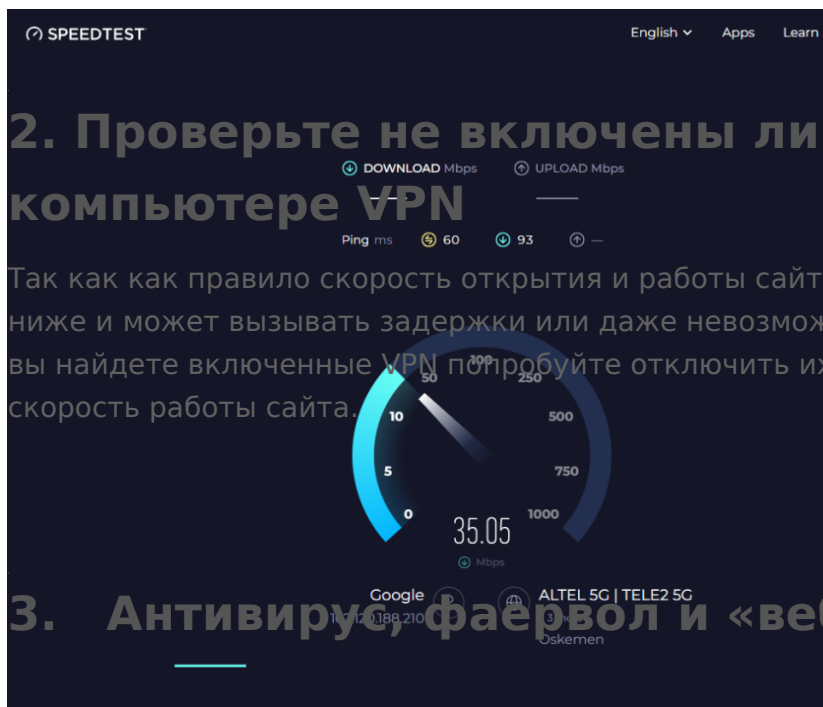 SPEEDTEST
English Apps Learn
2. Проверьте не включены ли
DOWNLOAD Mbps UPLOAD Mbps
компьютере VPN
Ping ms 60 93 —
Так как как правило скорость открытия и работы
ниже и может вызывать задержки или даже
вы найдете включенные VPN попробуйте отключить их
скорость работы сайта.
0 5 10 50 100 250 500 750 1000
35.05
Mbps
Google ALTEL 5G | TELE2 5G
3. Антивирус, фаервол и
Oskemen